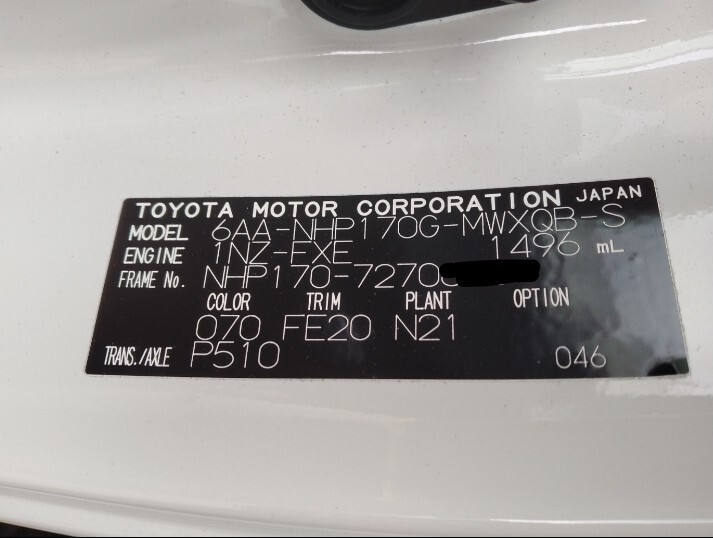 TOYOTA MOTOR CORPORATION JAPAN
MODEL 6AA-NHP170G-MWXQB-S
ENGINE 1NZ-EXE 1496 mL
FRAME No. NHP170-7270
COLOR TRIM PLANT OPTION
070 FE20 N21
TRANS./AXLE P510 046